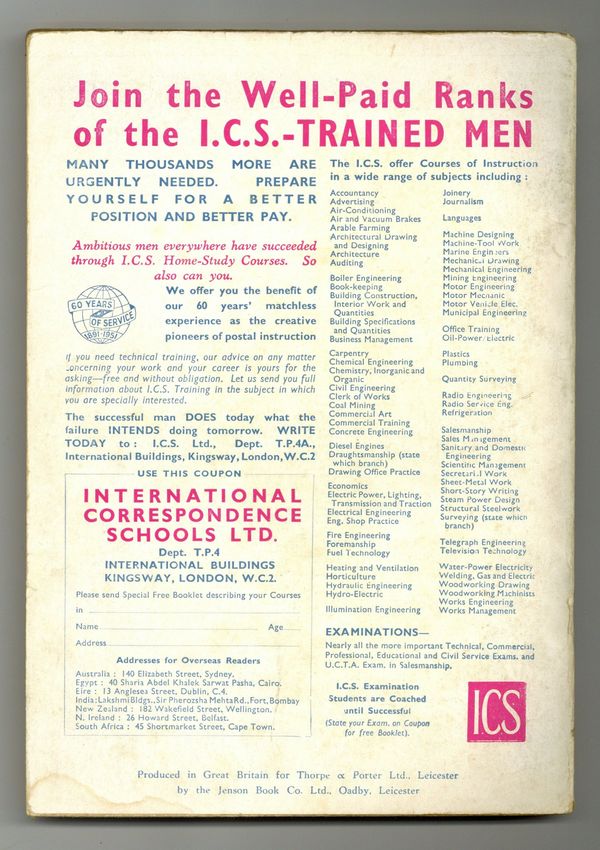 Join the Well-Paid Ranks
of the I.C.S.-TRAINED MEN
MANY THOUSANDS MORE ARE
URGENTLY NEEDED. PREPARE
YOURSELF FOR A BETTER
POSITION AND BETTER PAY.
Ambitious men everywhere have succeeded
through I.C.S. Home-Study Courses. So
also can you.
60 YEARS
OF SERVICE
1891-1951
We offer you the benefit of
our 60 years' matchless
experience as the creative
pioneers of postal instruction
If you need technical training, our advice on any matter
concerning your work and your career is yours for the
asking—free and without obligation. Let us send you full
information about I.C.S. Training in the subject in which
you are specially interested.
The successful man DOES today what the
failure INTENDS doing tomorrow. WRITE
TODAY to: I.C.S. Ltd., Dept. T.P.4A.,
International Buildings, Kingsway, London, W.C.2
USE THIS COUPON
INTERNATIONAL
CORRESPONDENCE
SCHOOLS LTD.
Dept. T.P.4
INTERNATIONAL BUILDINGS
KINGSWAY, LONDON, W.C.2.
Please send Special Free Booklet describing your Courses
in
Name Age
Address
Addresses for Overseas Readers
Australia : 140 Elizabeth Street, Sydney.
Egypt : 40 Sharia Abdel Khalek Sarwat Pasha, Cairo.
Eire : 13 Anglesea Street, Dublin, C.4.
India: Lakshmi Bldgs., Sir Pherozsha Mehta Rd., Fort, Bombay
New Zealand : 182 Wakefield Street, Wellington.
N. Ireland : 26 Howard Street, Belfast.
South Africa : 45 Shortmarket Street, Cape Town.
The I.C.S. offer Courses of Instruction
in a wide range of subjects including :
Accountancy
Advertising
Air-Conditioning
Air and Vacuum Brakes
Arable Farming
Architectural Drawing
and Designing
Architecture
Auditing
Boiler Engineering
Book-keeping
Building Construction,
Interior Work and
Quantities
Building Specifications
and Quantities
Business Management
Carpentry
Chemical Engineering
Chemistry, Inorganic and
Organic
Civil Engineering
Clerk of Works
Coal Mining
Commercial Art
Commercial Training
Concrete Engineering
Diesel Engines
Draughtsmanship (state
which branch)
Drawing Office Practice
Economics
Electric Power, Lighting,
Transmission and Traction
Electrical Engineering
Eng. Shop Practice
Fire Engineering
Foremanship
Fuel Technology
Heating and Ventilation
Horticulture
Hydraulic Engineering
Hydro-Electric
Illumination Engineering
Joinery
Journalism
Languages
Machine Designing
Machine-Tool Work
Marine Engineers
Mechanical Drawing
Mechanical Engineering
Mining Engineering
Motor Engineering
Motor Mechanic
Motor Vehicle Elec.
Municipal Engineering
Office Training
Oil-Power/Electric
Plastics
Plumbing
Quantity Surveying
Radio Engineering
Radio Service Eng.
Refrigeration
Salesmanship
Sales Management
Sanitary and Domestic
Engineering
Scientific Management
Secretarial Work
Sheet-Metal Work
Short-Story Writing
Steam Power Design
Structural Steelwork
Surveying (state which
branch)
Telegraph Engineering
Television Technology
Water-Power Electricity
Welding, Gas and Electric
Woodworking Drawing
Woodworking Machinists
Works Engineering
Works Management
EXAMINATIONS—
Nearly all the more important Technical, Commercial,
Professional, Educational and Civil Service Exams. and
U.C.T.A. Exam. in Salesmanship.
I.C.S. Examination
Students are Coached
until Successful
(State your Exam. on Coupon
for free Booklet).
ICS
Produced in Great Britain for Thorpe & Porter Ltd., Leicester
by the Jenson Book Co. Ltd., Oadby, Leicester